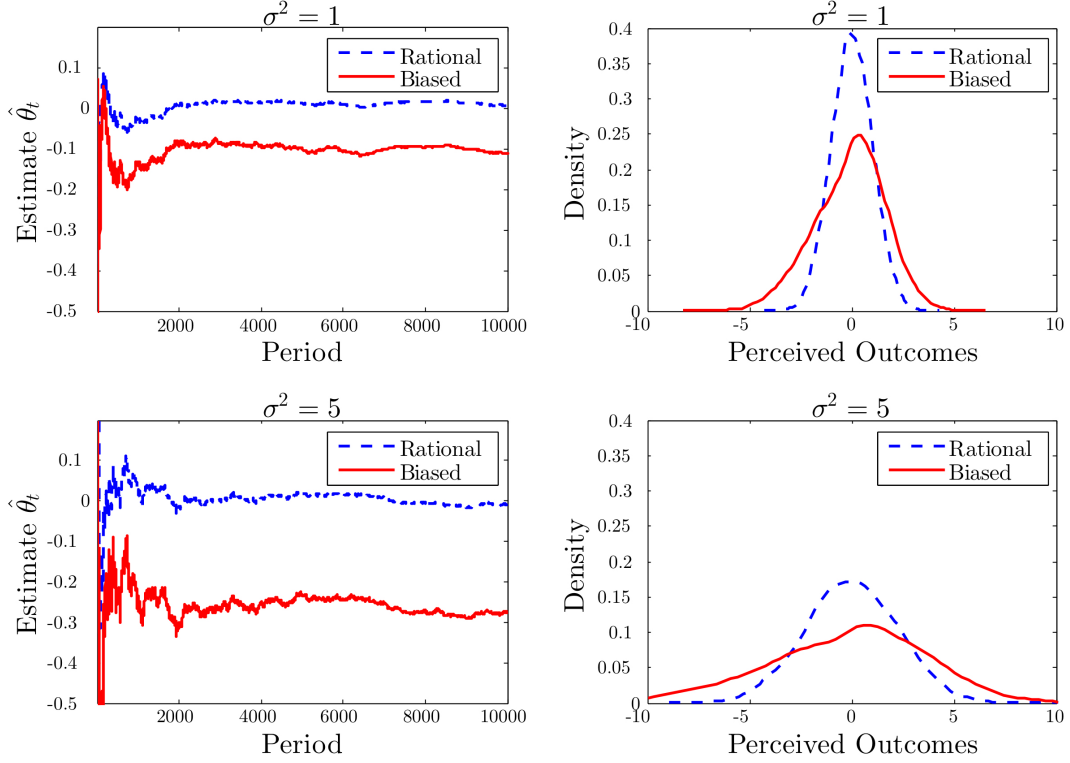 σ² = 1
Rational
Biased
0.1
0
-0.1
-0.2
-0.3
-0.4
-0.5
2000 4000 6000 8000 10000
Period
Estimate θ̂ₜ
σ² = 1
Rational
Biased
0.4
0.35
0.3
0.25
0.2
0.15
0.1
0.05
0
-10 -5 0 5 10
Perceived Outcomes
Density
σ² = 5
Rational
Biased
0.1
0
-0.1
-0.2
-0.3
-0.4
-0.5
2000 4000 6000 8000 10000
Period
Estimate θ̂ₜ
σ² = 5
Rational
Biased
0.4
0.35
0.3
0.25
0.2
0.15
0.1
0.05
0
-10 -5 0 5 10
Perceived Outcomes
Density